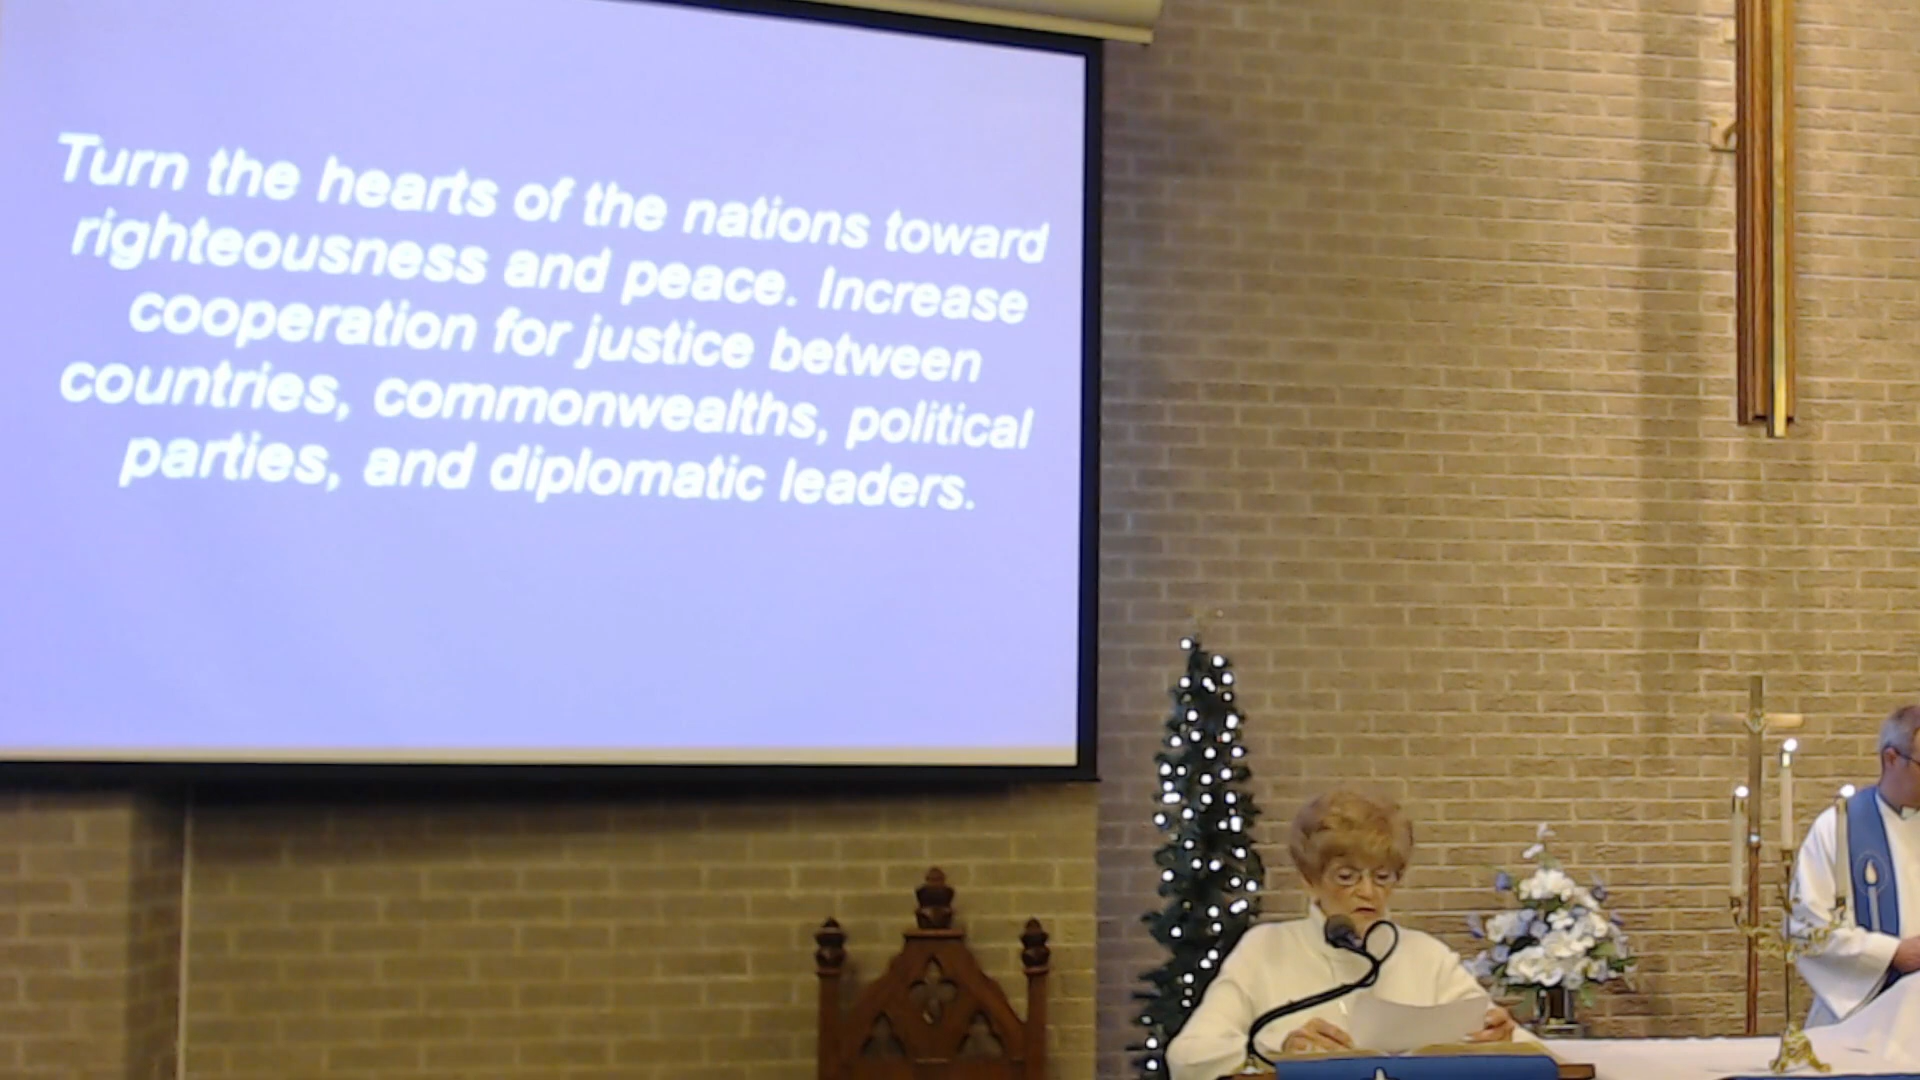 Turn the hearts of the nations toward
righteousness and peace. Increase
cooperation for justice between
countries, commonwealths, political
parties, and diplomatic leaders.